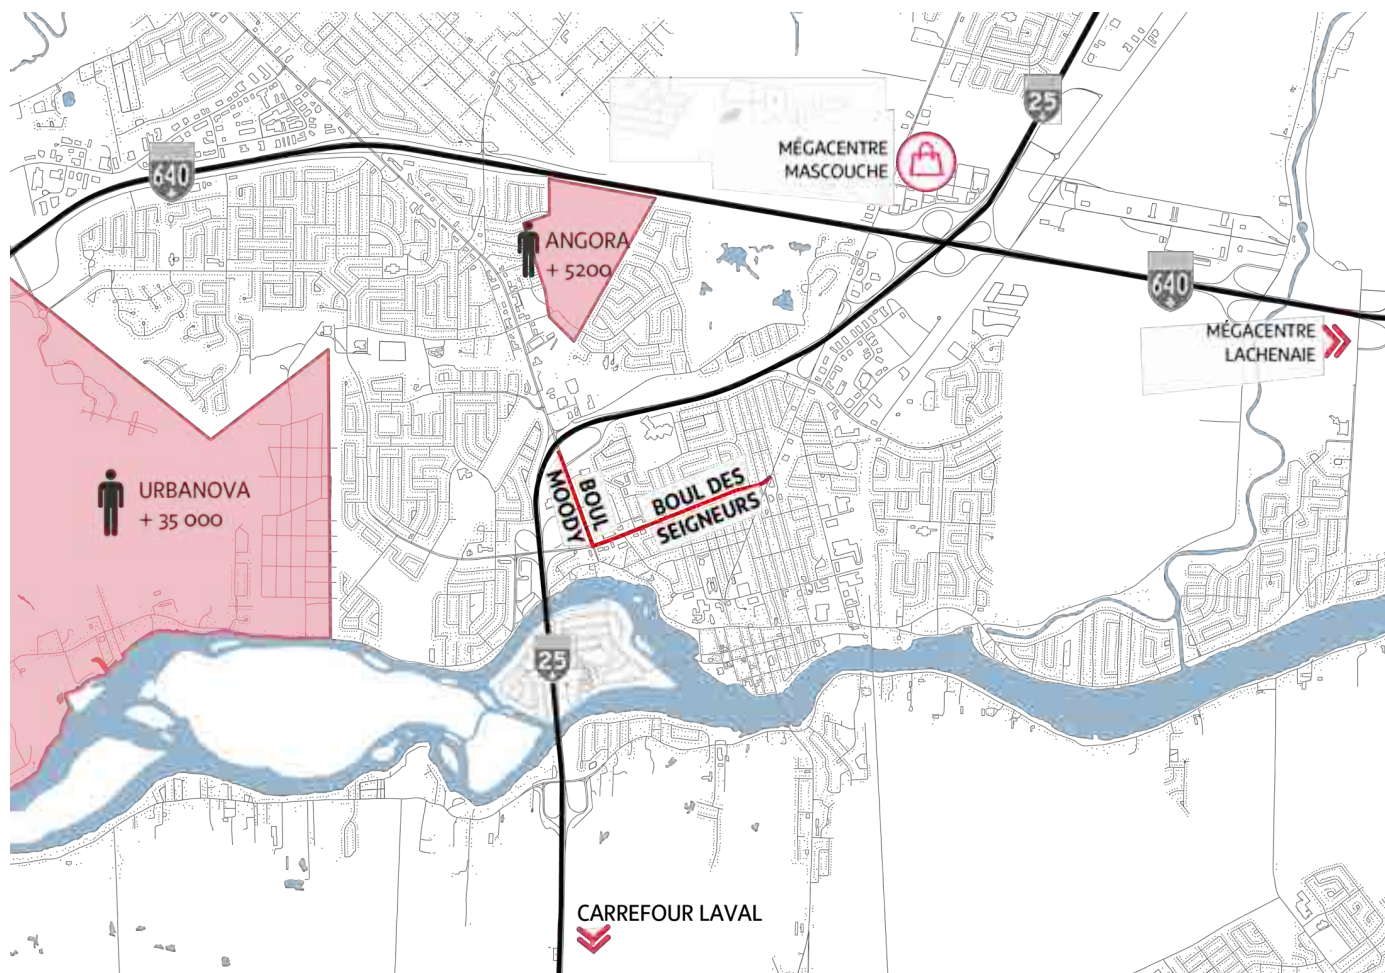 25
MÉGACENTRE
MASCOUCHE
640
ANGORA
+ 5200
640
MÉGACENTRE
LACHENAIE
URBANOVA
+ 35 000
BOUL
MOODY
BOUL DES
SEIGNEURS
25
CARREFOUR LAVAL